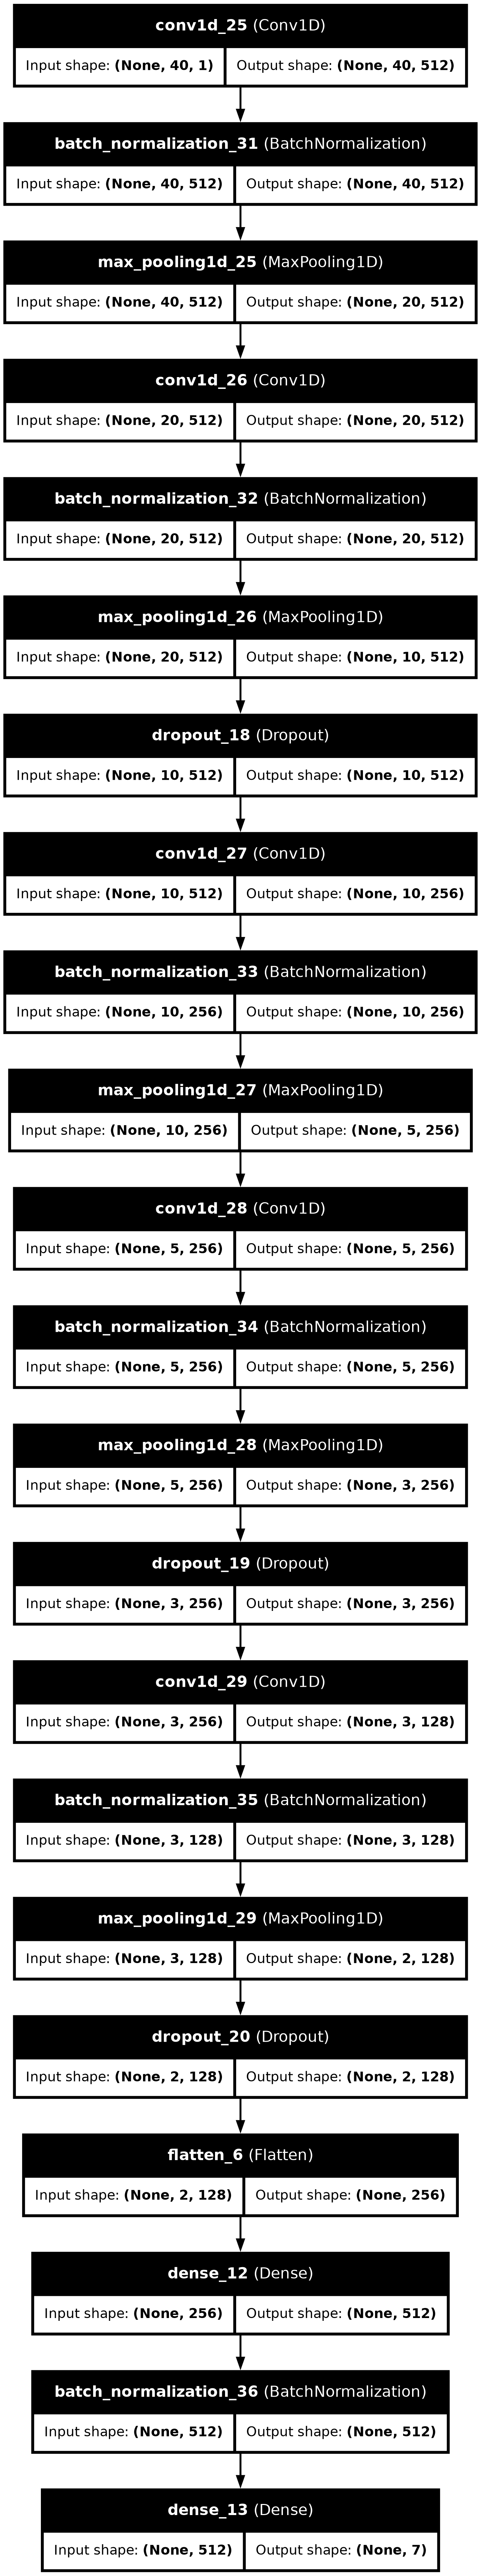 conv1d_25 (Conv1D)
Input shape: (None, 40, 1) Output shape: (None, 40, 512)
batch_normalization_31 (BatchNormalization)
Input shape: (None, 40, 512) Output shape: (None, 40, 512)
max_pooling1d_25 (MaxPooling1D)
Input shape: (None, 40, 512) Output shape: (None, 20, 512)
conv1d_26 (Conv1D)
Input shape: (None, 20, 512) Output shape: (None, 20, 512)
batch_normalization_32 (BatchNormalization)
Input shape: (None, 20, 512) Output shape: (None, 20, 512)
max_pooling1d_26 (MaxPooling1D)
Input shape: (None, 20, 512) Output shape: (None, 10, 512)
dropout_18 (Dropout)
Input shape: (None, 10, 512) Output shape: (None, 10, 512)
conv1d_27 (Conv1D)
Input shape: (None, 10, 512) Output shape: (None, 10, 256)
batch_normalization_33 (BatchNormalization)
Input shape: (None, 10, 256) Output shape: (None, 10, 256)
max_pooling1d_27 (MaxPooling1D)
Input shape: (None, 10, 256) Output shape: (None, 5, 256)
conv1d_28 (Conv1D)
Input shape: (None, 5, 256) Output shape: (None, 5, 256)
batch_normalization_34 (BatchNormalization)
Input shape: (None, 5, 256) Output shape: (None, 5, 256)
max_pooling1d_28 (MaxPooling1D)
Input shape: (None, 5, 256) Output shape: (None, 3, 256)
dropout_19 (Dropout)
Input shape: (None, 3, 256) Output shape: (None, 3, 256)
conv1d_29 (Conv1D)
Input shape: (None, 3, 256) Output shape: (None, 3, 128)
batch_normalization_35 (BatchNormalization)
Input shape: (None, 3, 128) Output shape: (None, 3, 128)
max_pooling1d_29 (MaxPooling1D)
Input shape: (None, 3, 128) Output shape: (None, 2, 128)
dropout_20 (Dropout)
Input shape: (None, 2, 128) Output shape: (None, 2, 128)
flatten_6 (Flatten)
Input shape: (None, 2, 128) Output shape: (None, 256)
dense_12 (Dense)
Input shape: (None, 256) Output shape: (None, 512)
batch_normalization_36 (BatchNormalization)
Input shape: (None, 512) Output shape: (None, 512)
dense_13 (Dense)
Input shape: (None, 512) Output shape: (None, 7)